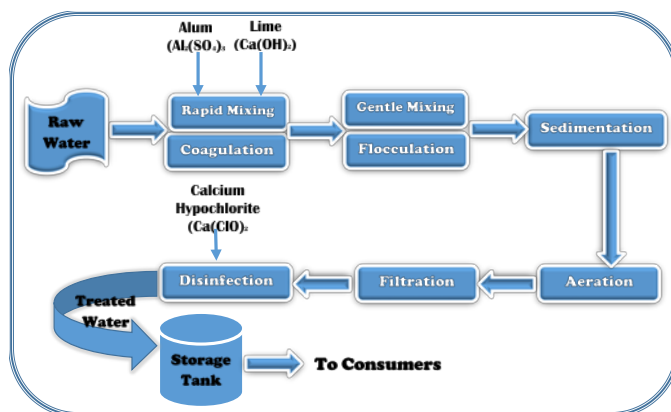 Alum
(Al₂(SO₄)₃
Lime
(Ca(OH)₂)
Raw
Water
Rapid Mixing
Coagulation
Gentle Mixing
Flocculation
Sedimentation
Calcium
Hypochlorite
(Ca(ClO)₂
Disinfection
Filtration
Aeration
Treated
Water
Storage
Tank
To Consumers